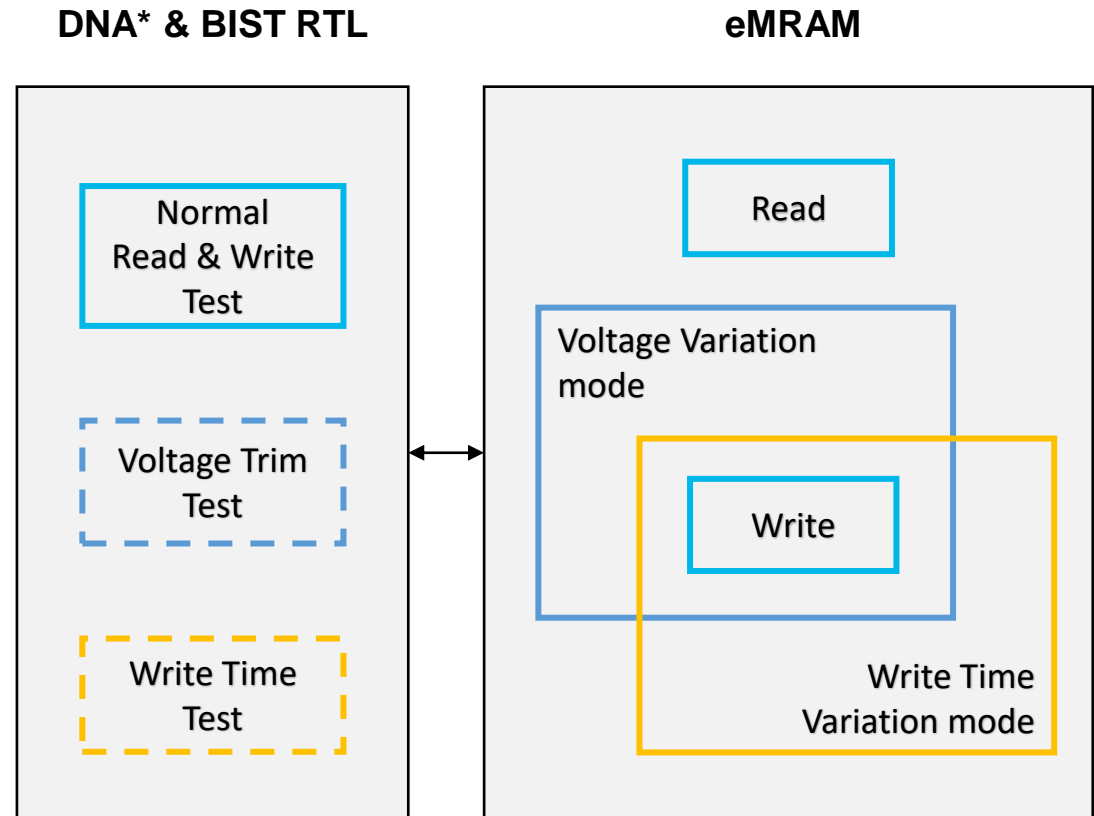 DNA* & BIST RTL
eMRAM
Normal
Read & Write
Test
Voltage Trim
Test
Write Time
Test
Read
Voltage Variation
mode
Write
Write Time
Variation mode